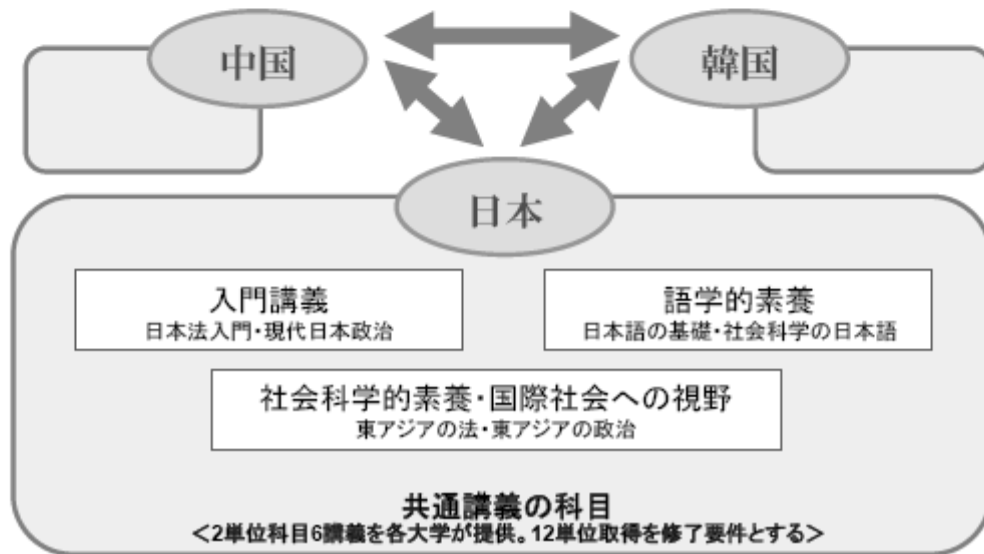 中国
韓国
日本
入門講義
日本法入門・現代日本政治
語学的素養
日本語の基礎・社会科学の日本語
社会科学的素養・国際社会への視野
東アジアの法・東アジアの政治
共通講義の科目
<2単位科目6講義を各大学が提供。12単位取得を修了要件とする>